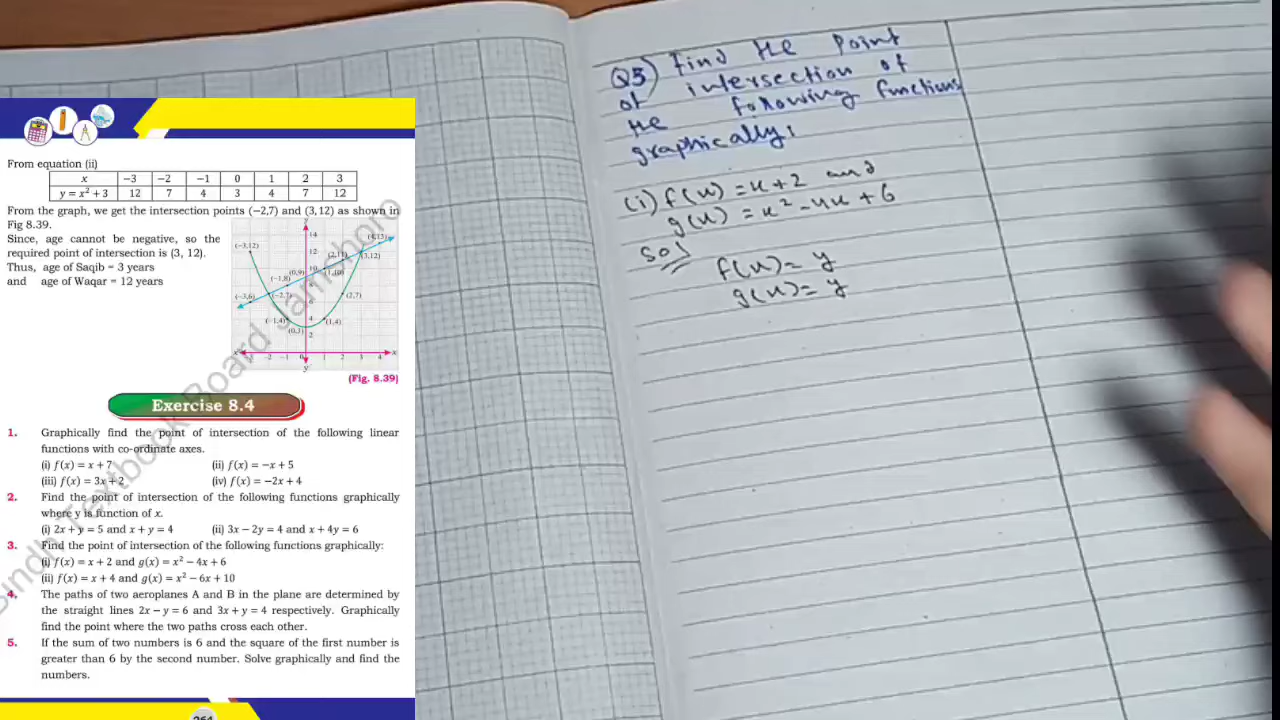 From equation (ii)
x −3 −2 −1 0 1 2 3
y = x² + 3 12 7 4 3 4 7 12
From the graph, we get the intersection points (−2,7) and (3,12) as shown in
Fig 8.39.
Since, age cannot be negative, so the
required point of intersection is (3, 12).
Thus, age of Saqib = 3 years
and age of Waqar = 12 years
(Fig. 8.39)
Exercise 8.4
1. Graphically find the point of intersection of the following linear
functions with co-ordinate axes.
(i) f(x) = x + 7 (ii) f(x) = −x + 5
(iii) f(x) = 3x + 2 (iv) f(x) = −2x + 4
2. Find the point of intersection of the following functions graphically
where y is function of x.
(i) 2x + y = 5 and x + y = 4 (ii) 3x − 2y = 4 and x + 4y = 6
3. Find the point of intersection of the following functions graphically:
(i) f(x) = x + 2 and g(x) = x² − 4x + 6
(ii) f(x) = x + 4 and g(x) = x² − 6x + 10
4. The paths of two aeroplanes A and B in the plane are determined by
the straight lines 2x − y = 6 and 3x + y = 4 respectively. Graphically
find the point where the two paths cross each other.
5. If the sum of two numbers is 6 and the square of the first number is
greater than 6 by the second number. Solve graphically and find the
numbers.
Sindh Textbook Board Jamshoro
Find the point
of intersection of
the following functions
graphically:
(i) f(x) = x + 2 and
g(x) = x² - 4x + 6
Sol
f(x) = y
g(x) = y